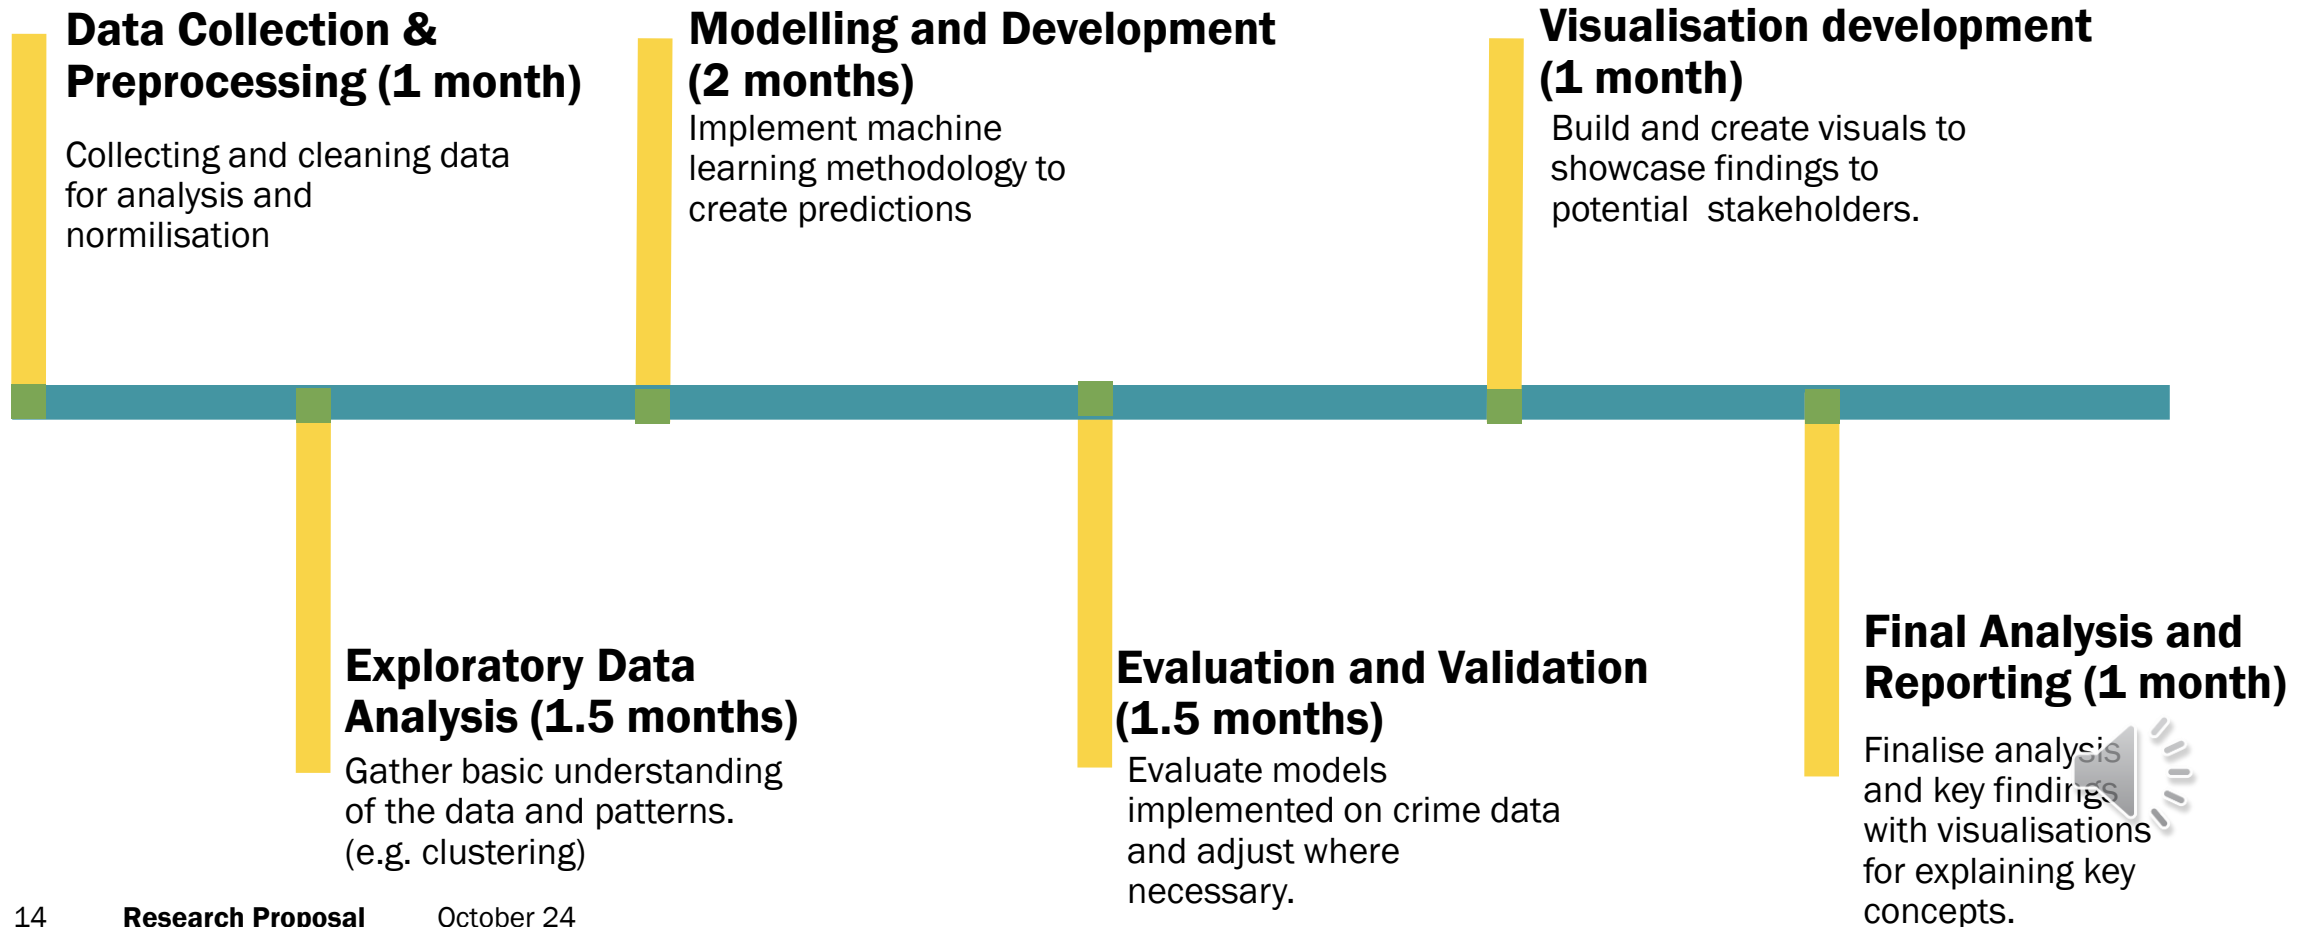 Data Collection &
Preprocessing (1 month)
Collecting and cleaning data
for analysis and
normilisation
Exploratory Data
Analysis (1.5 months)
Gather basic understanding
of the data and patterns.
(e.g. clustering)
Modelling and Development
(2 months)
Implement machine
learning methodology to
create predictions
Evaluation and Validation
(1.5 months)
Evaluate models
implemented on crime data
and adjust where
necessary.
Visualisation development
(1 month)
Build and create visuals to
showcase findings to
potential  stakeholders.
Final Analysis and
Reporting (1 month)
Finalise analysis
and key findings
with visualisations
for explaining key
concepts.
14 Research Proposal October 24